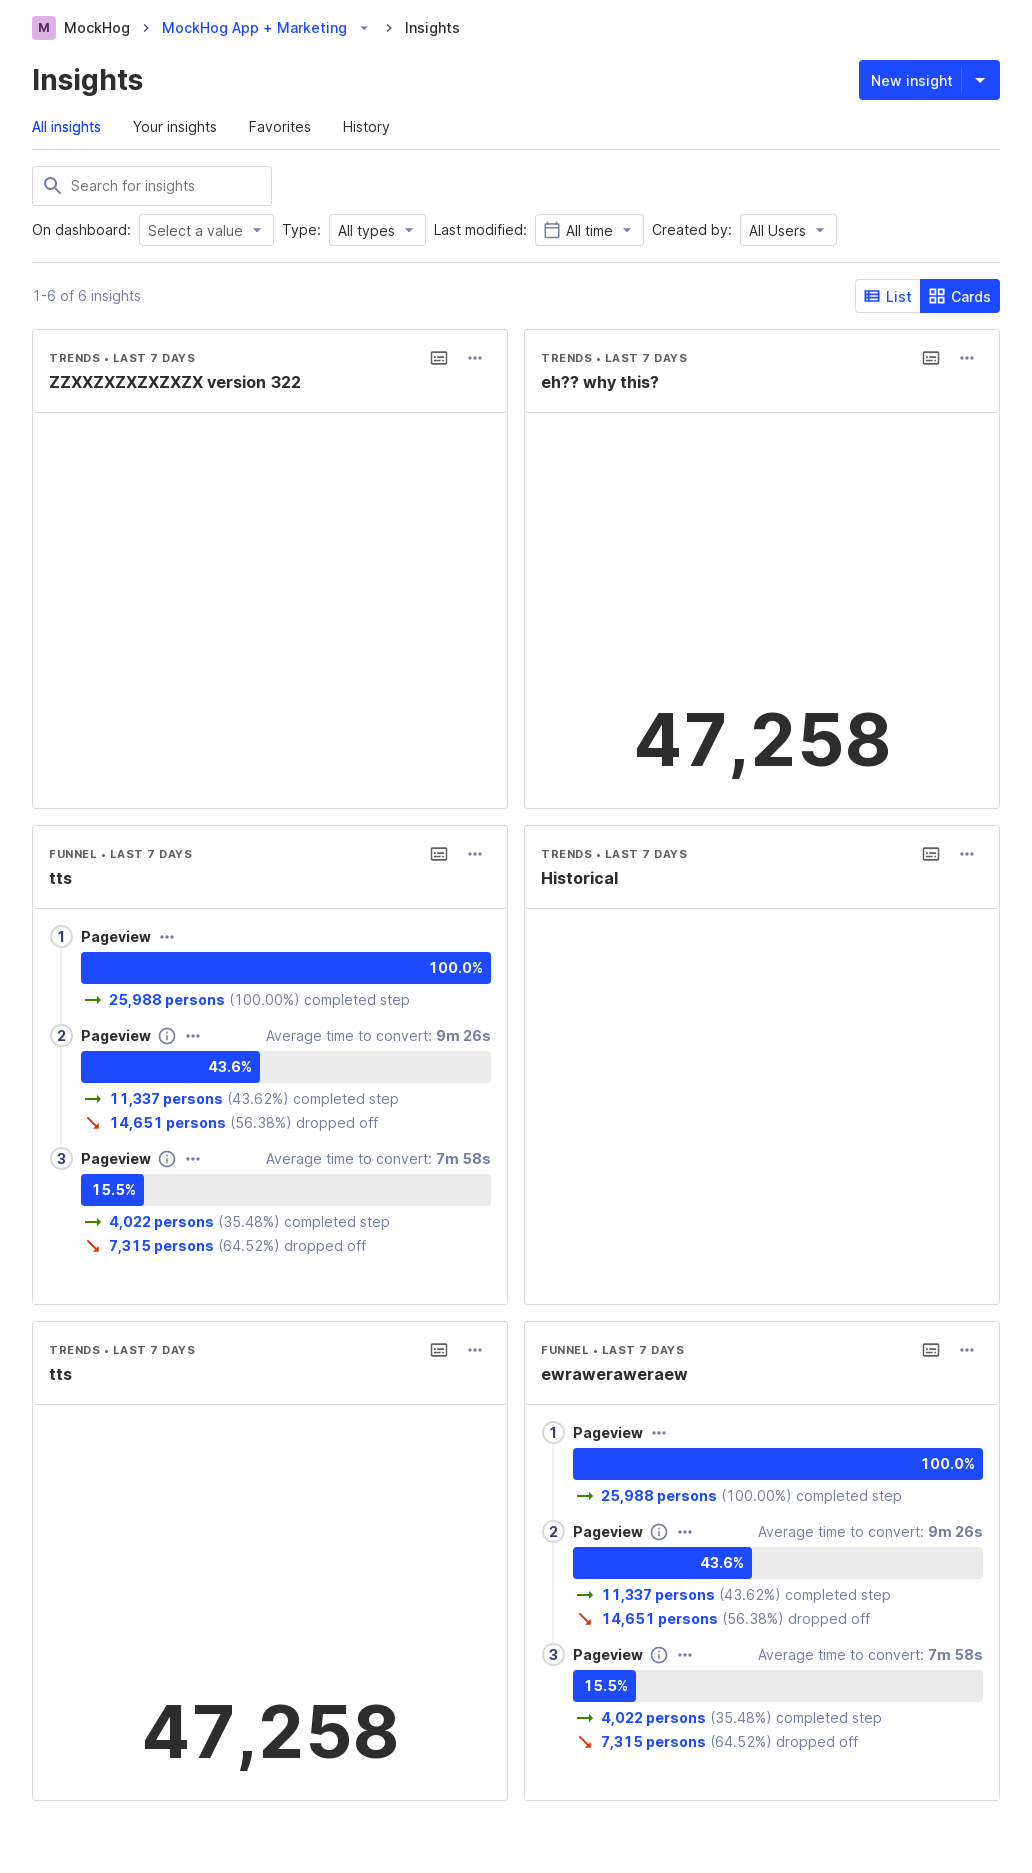 M MockHog MockHog App + Marketing Insights
Insights
New insight
All insights Your insights Favorites History
Search for insights
On dashboard: Select a value Type: All types Last modified: All time Created by: All Users
1-6 of 6 insights
List Cards
TRENDS • LAST 7 DAYS
ZZXXZXZXZXZXZX version 322
TRENDS • LAST 7 DAYS
eh?? why this?
47,258
FUNNEL • LAST 7 DAYS
tts
1 Pageview
100.0%
25,988 persons (100.00%) completed step
2 Pageview Average time to convert: 9m 26s
43.6%
11,337 persons (43.62%) completed step
14,651 persons (56.38%) dropped off
3 Pageview Average time to convert: 7m 58s
15.5%
4,022 persons (35.48%) completed step
7,315 persons (64.52%) dropped off
TRENDS • LAST 7 DAYS
Historical
TRENDS • LAST 7 DAYS
tts
47,258
FUNNEL • LAST 7 DAYS
ewraweraweraew
1 Pageview
100.0%
25,988 persons (100.00%) completed step
2 Pageview Average time to convert: 9m 26s
43.6%
11,337 persons (43.62%) completed step
14,651 persons (56.38%) dropped off
3 Pageview Average time to convert: 7m 58s
15.5%
4,022 persons (35.48%) completed step
7,315 persons (64.52%) dropped off